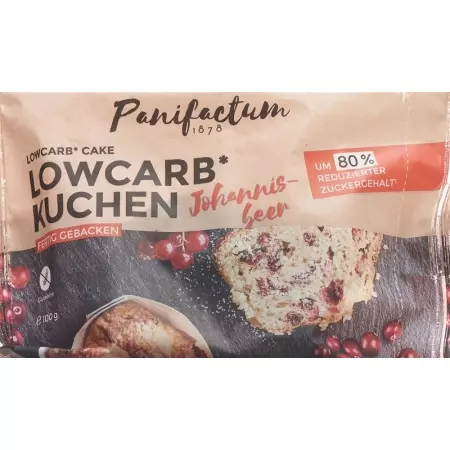 Panifactum
1878
LOWCARB* CAKE
LOWCARB*
KUCHEN
Johannis-
beer
FERTIG GEBACKEN
UM 80%
REDUZIERTER
ZUCKERGEHALT
℮ 100g